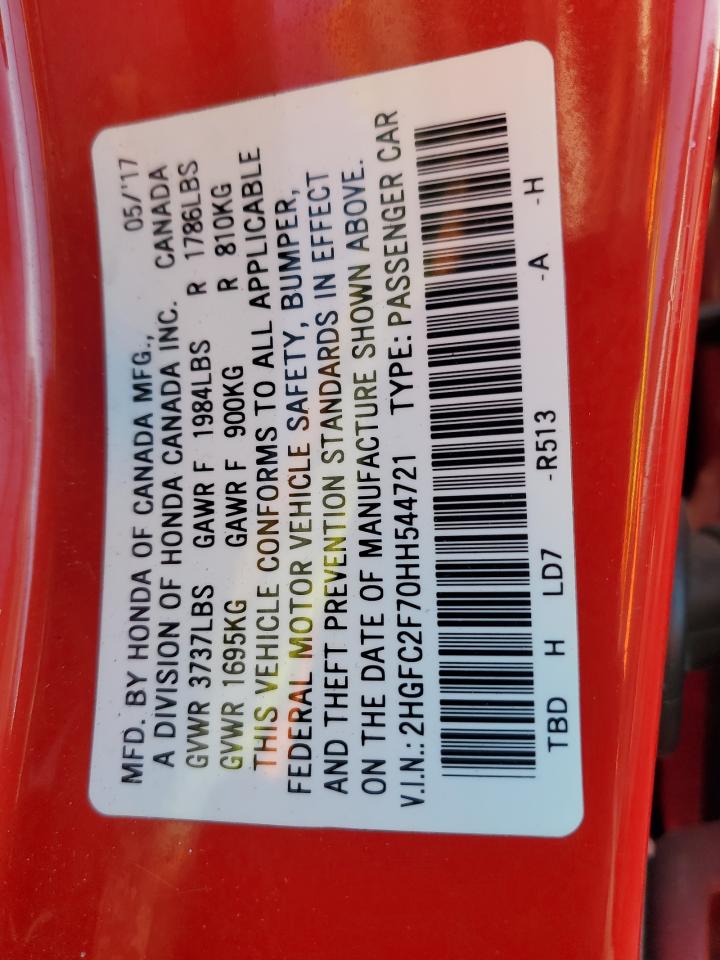 MFD. BY HONDA OF CANADA MFG., 05/'17
A DIVISION OF HONDA CANADA INC. CANADA
GVWR 3737LBS GAWR F 1984LBS R 1786LBS
GVWR 1695KG GAWR F 900KG R 810KG
THIS VEHICLE CONFORMS TO ALL APPLICABLE
FEDERAL MOTOR VEHICLE SAFETY, BUMPER,
AND THEFT PREVENTION STANDARDS IN EFFECT
ON THE DATE OF MANUFACTURE SHOWN ABOVE.
V.I.N.: 2HGFC2F70HH544721 TYPE: PASSENGER CAR
TBD H LD7 -R513 -A -H